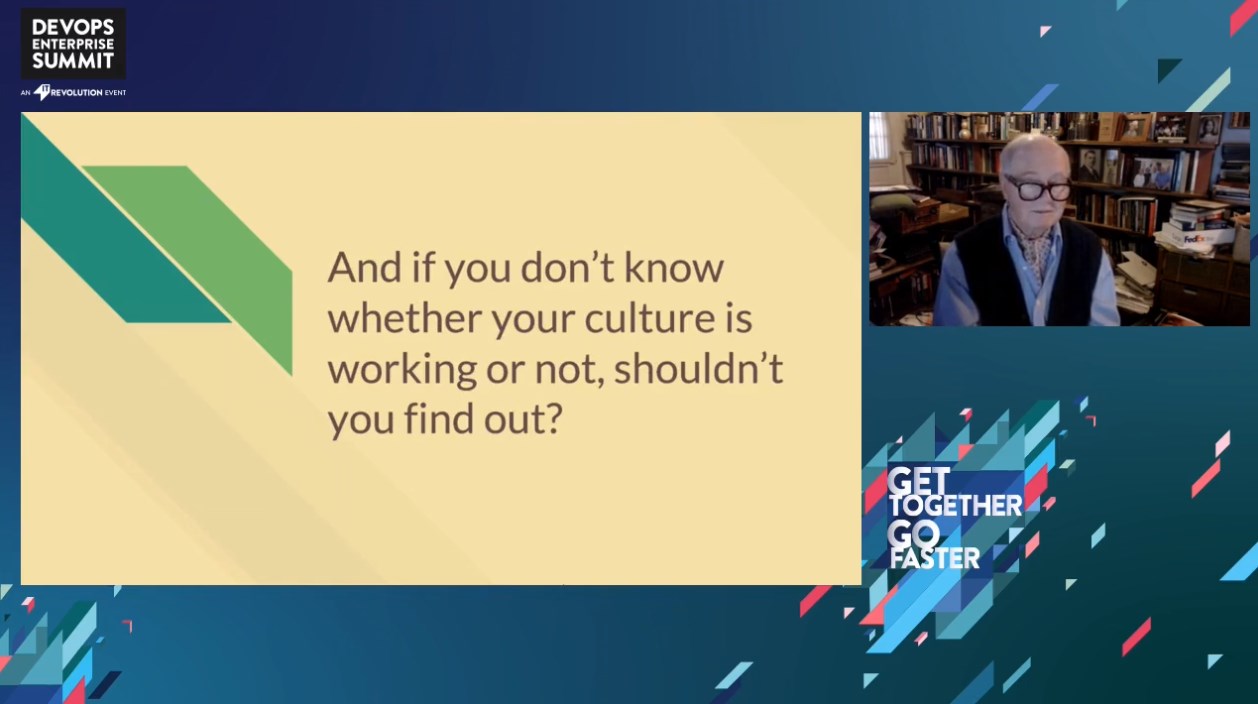 DEVOPS
ENTERPRISE
SUMMIT
AN IT REVOLUTION EVENT
And if you don’t know
whether your culture is
working or not, shouldn’t
you find out?
FedEx
GET
TOGETHER
GO
FASTER